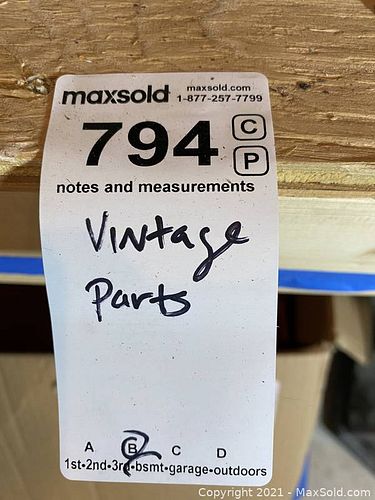 maxsold maxsold.com
1-877-257-7799
794 C
P
notes and measurements
Vintage
Parts
A B C D
1st•2nd•3rd•bsmt•garage•outdoors
Copyright 2021 - MaxSold.com